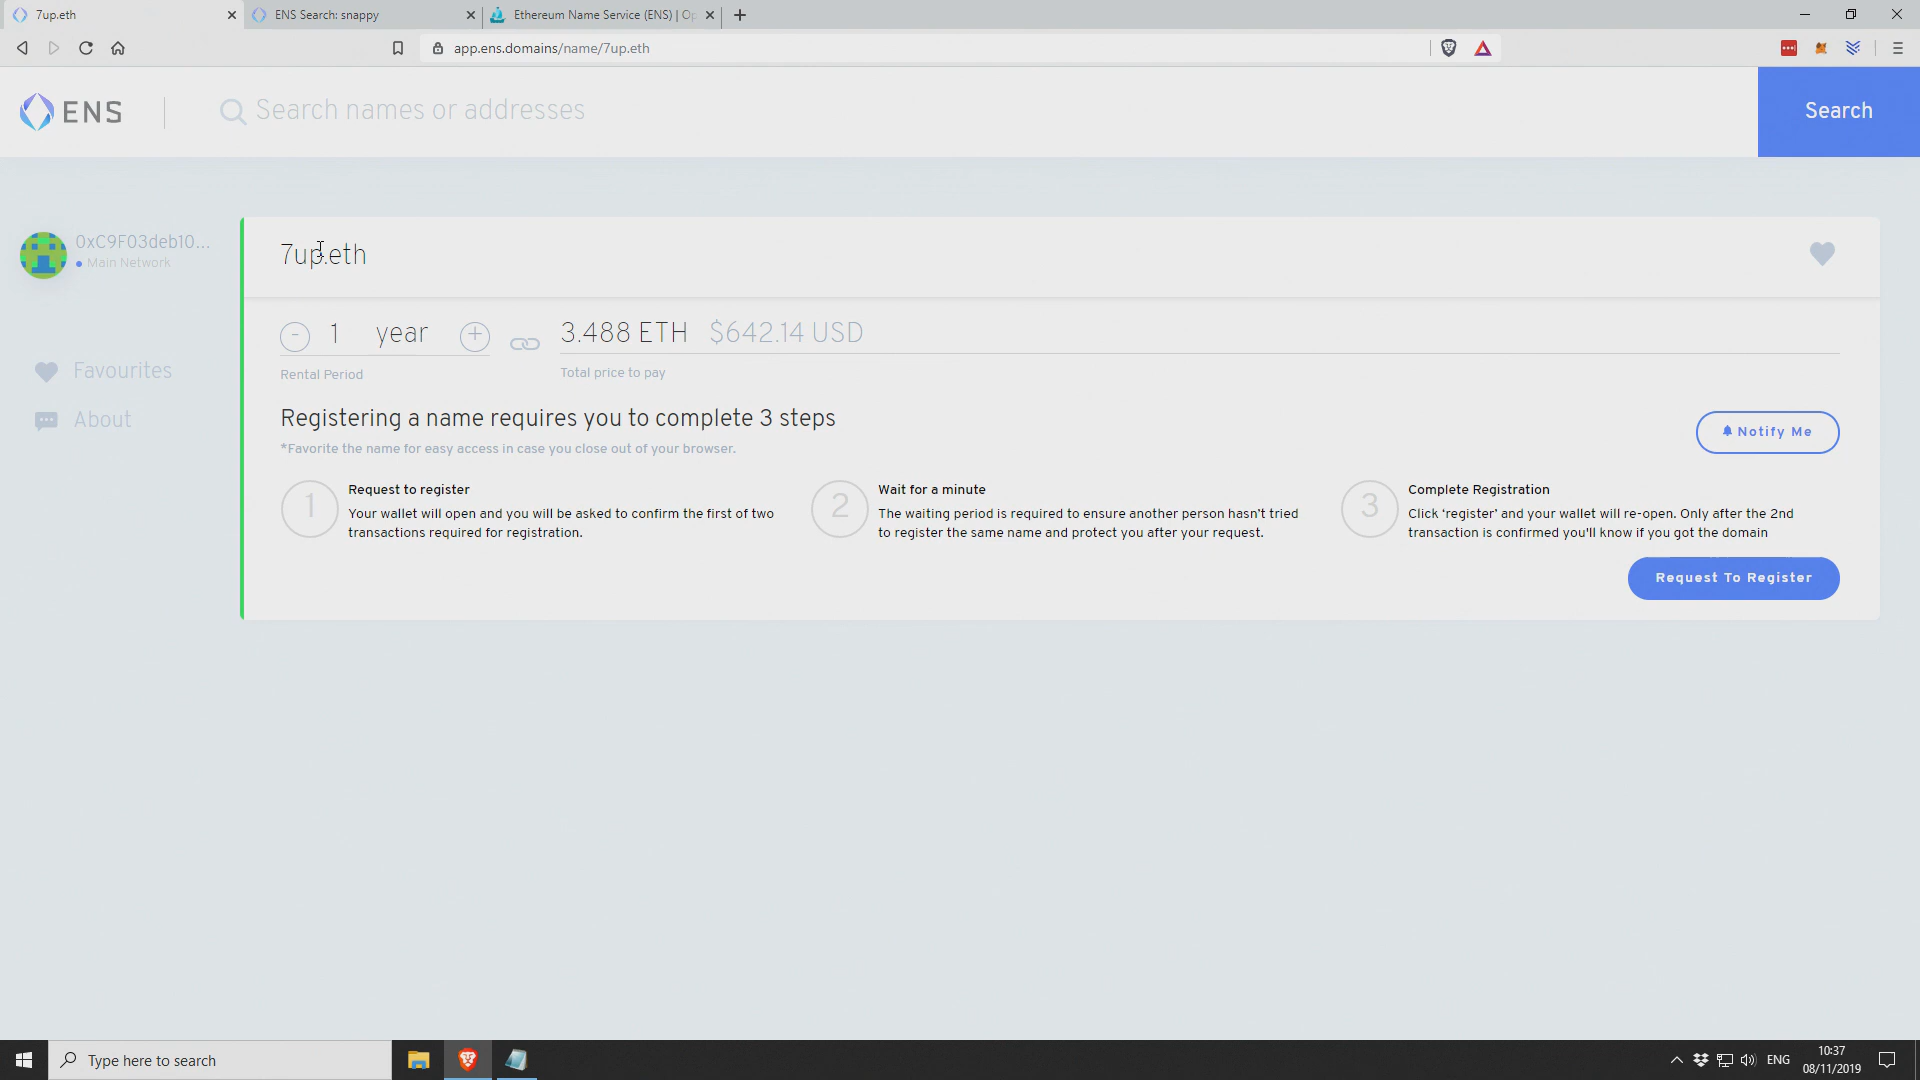 7up.eth
ENS Search: snappy
Ethereum Name Service (ENS) | Op
app.ens.domains/name/7up.eth
ENS
Search names or addresses
Search
0xC9F03deb10...
Main Network
7up.eth
- 1 year +
3.488 ETH $642.14 USD
Rental Period
Total price to pay
Favourites
About
Registering a name requires you to complete 3 steps
*Favorite the name for easy access in case you close out of your browser.
Notify Me
1
Request to register
Your wallet will open and you will be asked to confirm the first of two
transactions required for registration.
2
Wait for a minute
The waiting period is required to ensure another person hasn't tried
to register the same name and protect you after your request.
3
Complete Registration
Click ‘register’ and your wallet will re-open. Only after the 2nd
transaction is confirmed you'll know if you got the domain
Request To Register
Type here to search
ENG
10:37
08/11/2019